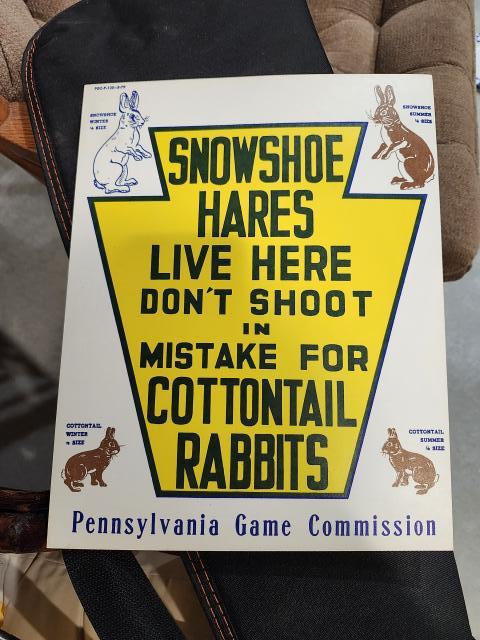 SNOWSHOE
WINTER
¼ SIZE
SNOWSHOE
SUMMER
¼ SIZE
SNOWSHOE
HARES
LIVE HERE
DON'T SHOOT
IN
MISTAKE FOR
COTTONTAIL
RABBITS
COTTONTAIL
WINTER
¼ SIZE
COTTONTAIL
SUMMER
¼ SIZE
Pennsylvania Game Commission